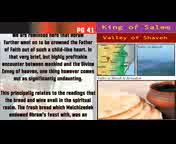 PG 41
We are reminded here that Abram
further went on to be crowned the Father
of Faith out of such a child-like heart. In
that very brief, but highly profitable
encounter between mankind and the Divine
Envoy of heaven, one thing however comes
out as significantly undaunting.
This principally relates to the readings that
the bread and wine avail in the spiritual
realm. The fresh bread which Melchizedek
endowed Abram's feast with, was an
King of Salem
Valley of Shaveh